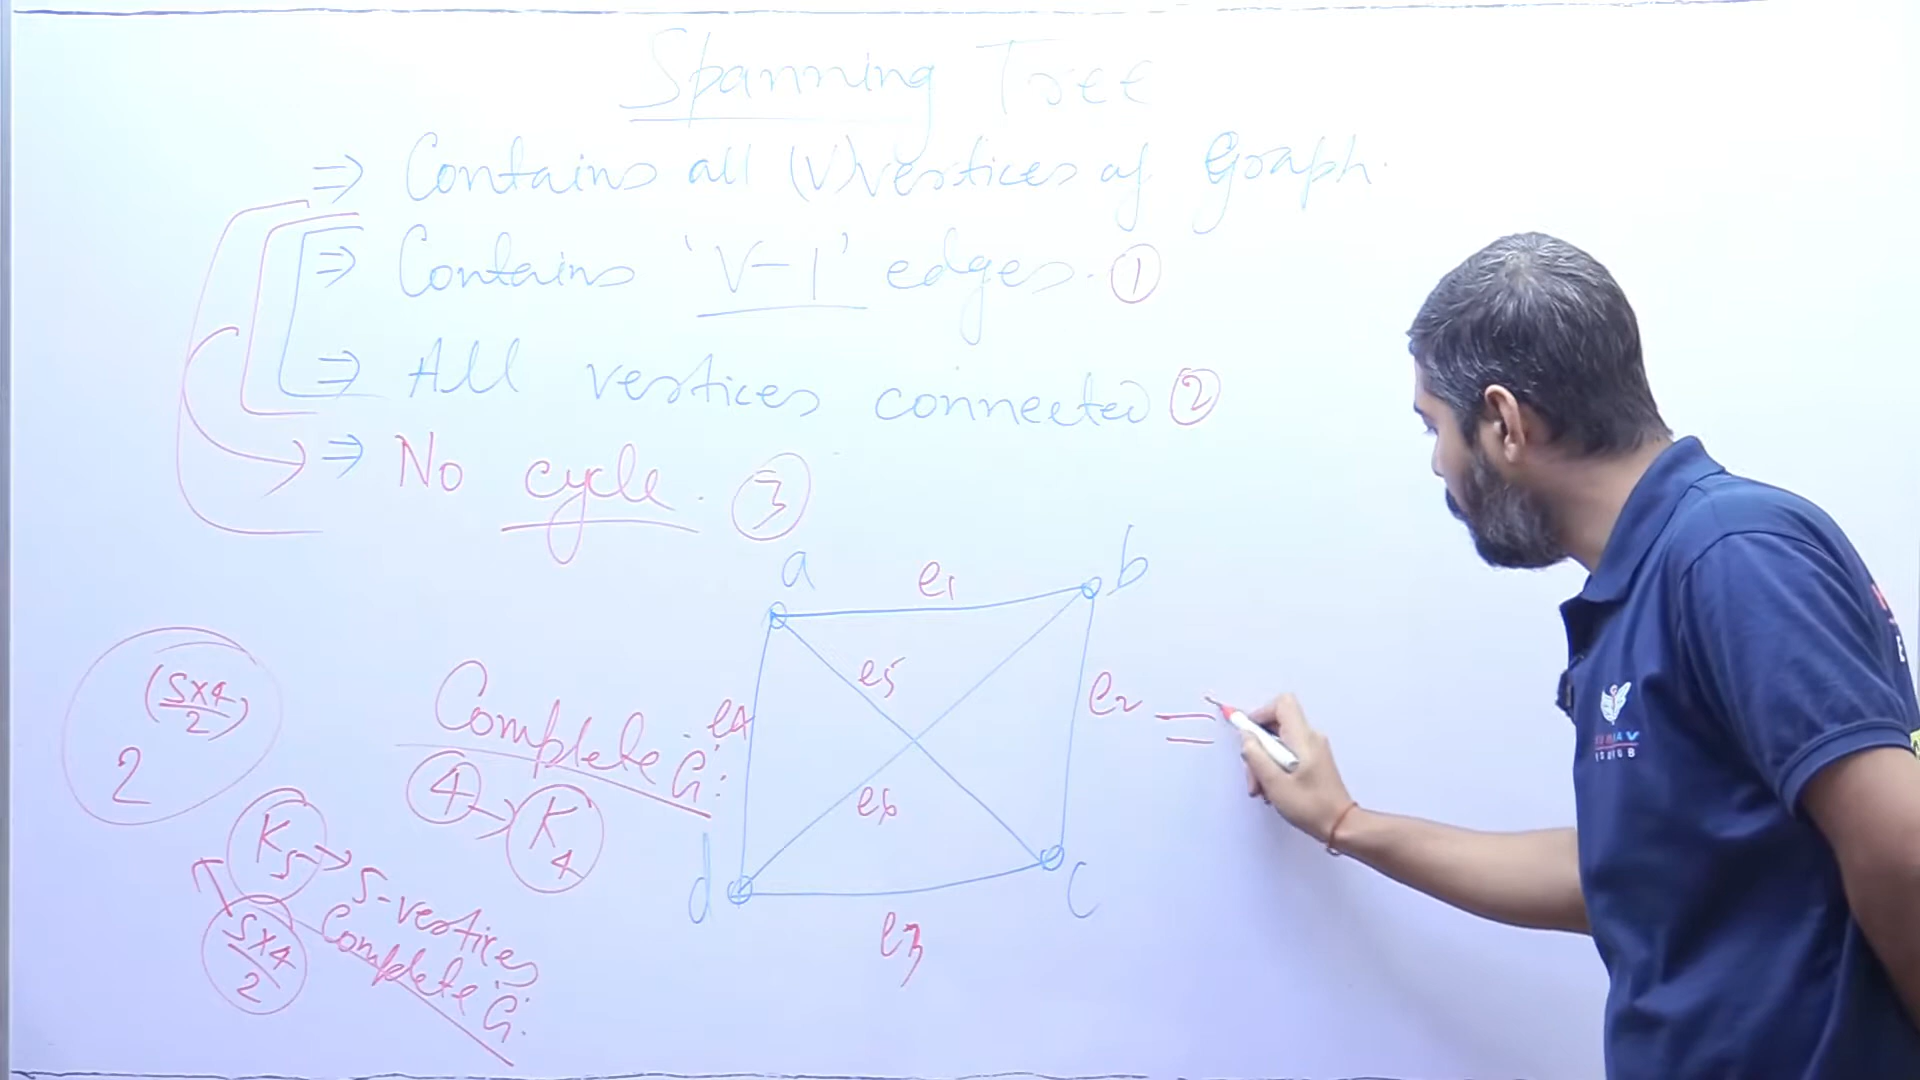 Spanning Tree
⇒ Contains all (V) vertices of Graph.
⇒ Contains 'V-1' edges. ①
⇒ All vertices connected ②
⇒ No cycle. ③
a e1 b
e5
e4 e2 =
e6
d e3 c
2^(5×4/2)
Complete G:
4 → K4
K5 → 5-vertices
Complete G:
5×4/2